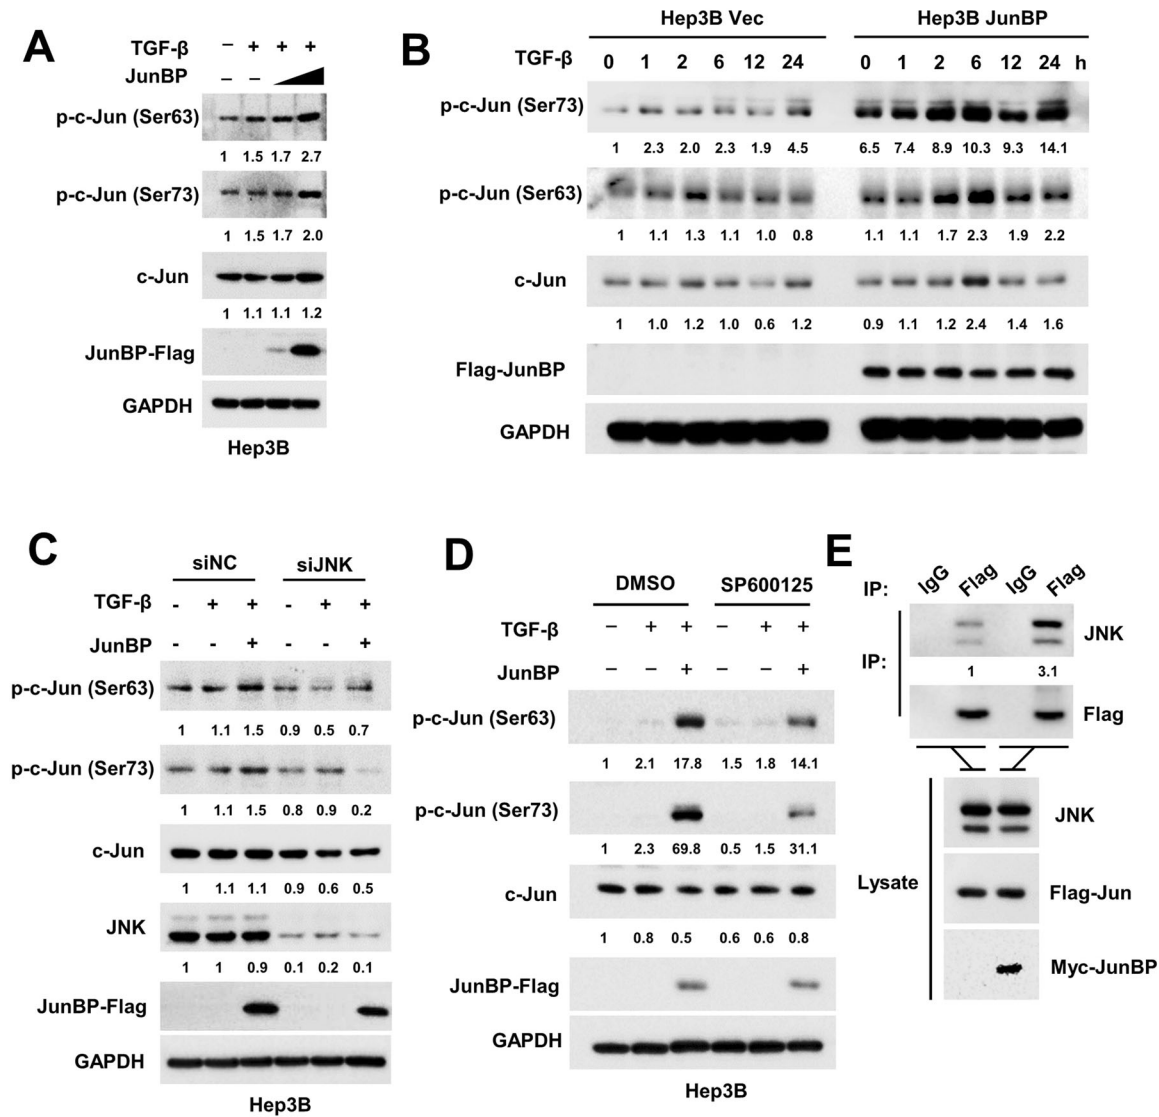 A
TGF-β – + + +
JunBP – –
p-c-Jun (Ser63)
1 1.5 1.7 2.7
p-c-Jun (Ser73)
1 1.5 1.7 2.0
c-Jun
1 1.1 1.1 1.2
JunBP-Flag
GAPDH
Hep3B
B
Hep3B Vec Hep3B JunBP
TGF-β 0 1 2 6 12 24 0 1 2 6 12 24 h
p-c-Jun (Ser73)
1 2.3 2.0 2.3 1.9 4.5 6.5 7.4 8.9 10.3 9.3 14.1
p-c-Jun (Ser63)
1 1.1 1.3 1.1 1.0 0.8 1.1 1.1 1.7 2.3 1.9 2.2
c-Jun
1 1.0 1.2 1.0 0.6 1.2 0.9 1.1 1.2 2.4 1.4 1.6
Flag-JunBP
GAPDH
C
siNC siJNK
TGF-β - + + - + +
JunBP - - + - - +
p-c-Jun (Ser63)
1 1.1 1.5 0.9 0.5 0.7
p-c-Jun (Ser73)
1 1.1 1.5 0.8 0.9 0.2
c-Jun
1 1.1 1.1 0.9 0.6 0.5
JNK
1 1 0.9 0.1 0.2 0.1
JunBP-Flag
GAPDH
Hep3B
D
DMSO SP600125
TGF-β – + + – + +
JunBP – – + – – +
p-c-Jun (Ser63)
1 2.1 17.8 1.5 1.8 14.1
p-c-Jun (Ser73)
1 2.3 69.8 0.5 1.5 31.1
c-Jun
1 0.8 0.5 0.6 0.6 0.8
JunBP-Flag
GAPDH
Hep3B
E
IP: IgG Flag IgG Flag
IP:
JNK
1 3.1
Flag
Lysate
JNK
Flag-Jun
Myc-JunBP